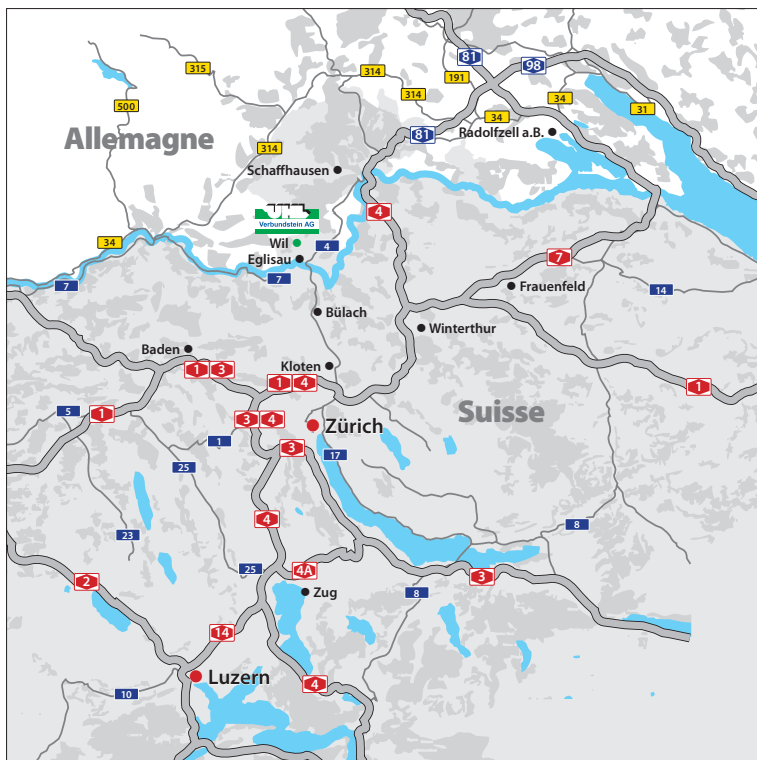 81
98
315
314
191
500
314
34
34
31
Allemagne
81
Radolfzell a.B.
314
Schaffhausen
4
UHL
Verbundstein AG
34
Wil
4
Eglisau
7
7
7
14
Frauenfeld
Bülach
Winterthur
Baden
Kloten
1 3
1 4
1
5
1
3 4
Suisse
Zürich
1
3
17
25
4
8
23
25
4A
2
3
Zug
8
14
Luzern
4
10